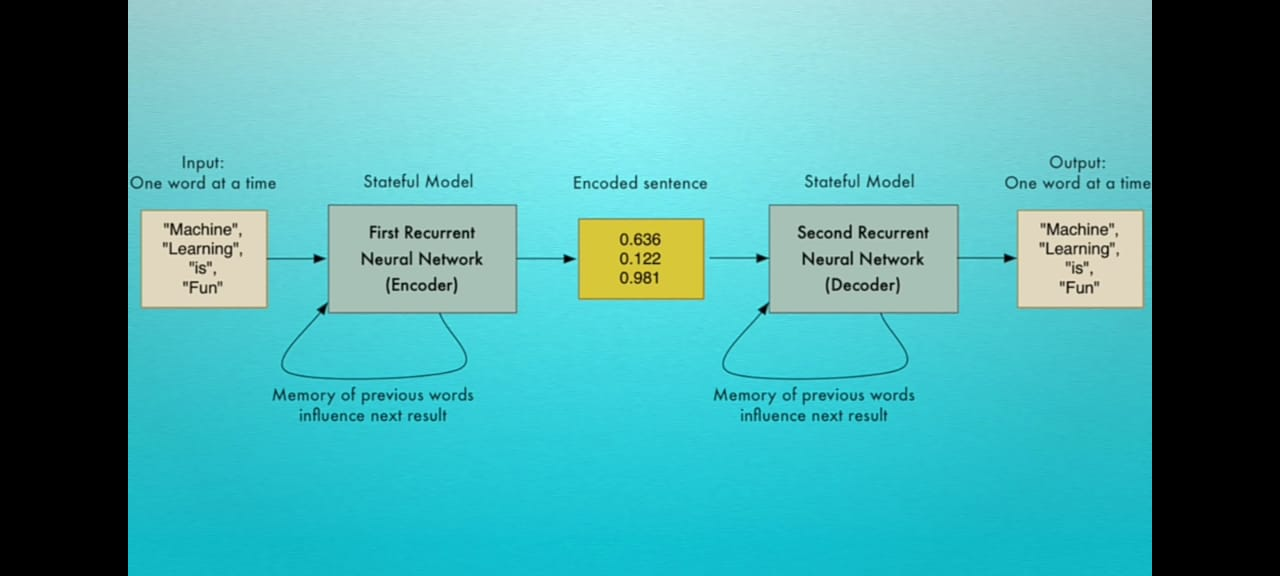 Input:
One word at a time
"Machine",
"Learning",
"is",
"Fun"
Stateful Model
First Recurrent
Neural Network
(Encoder)
Memory of previous words
influence next result
Encoded sentence
0.636
0.122
0.981
Stateful Model
Second Recurrent
Neural Network
(Decoder)
Memory of previous words
influence next result
Output:
One word at a time
"Machine",
"Learning",
"is",
"Fun"